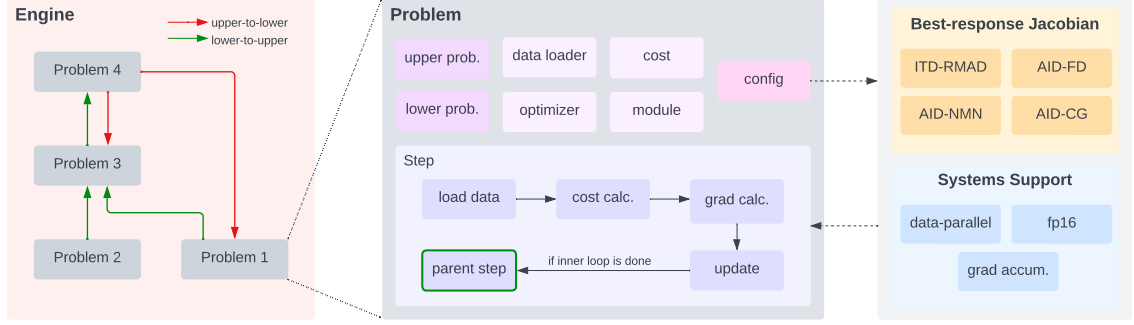 Engine
upper-to-lower
lower-to-upper
Problem 4
Problem 3
Problem 2
Problem 1
Problem
upper prob.
data loader
cost
config
lower prob.
optimizer
module
Step
load data
cost calc.
grad calc.
parent step
if inner loop is done
update
Best-response Jacobian
ITD-RMAD
AID-FD
AID-NMN
AID-CG
Systems Support
data-parallel
fp16
grad accum.